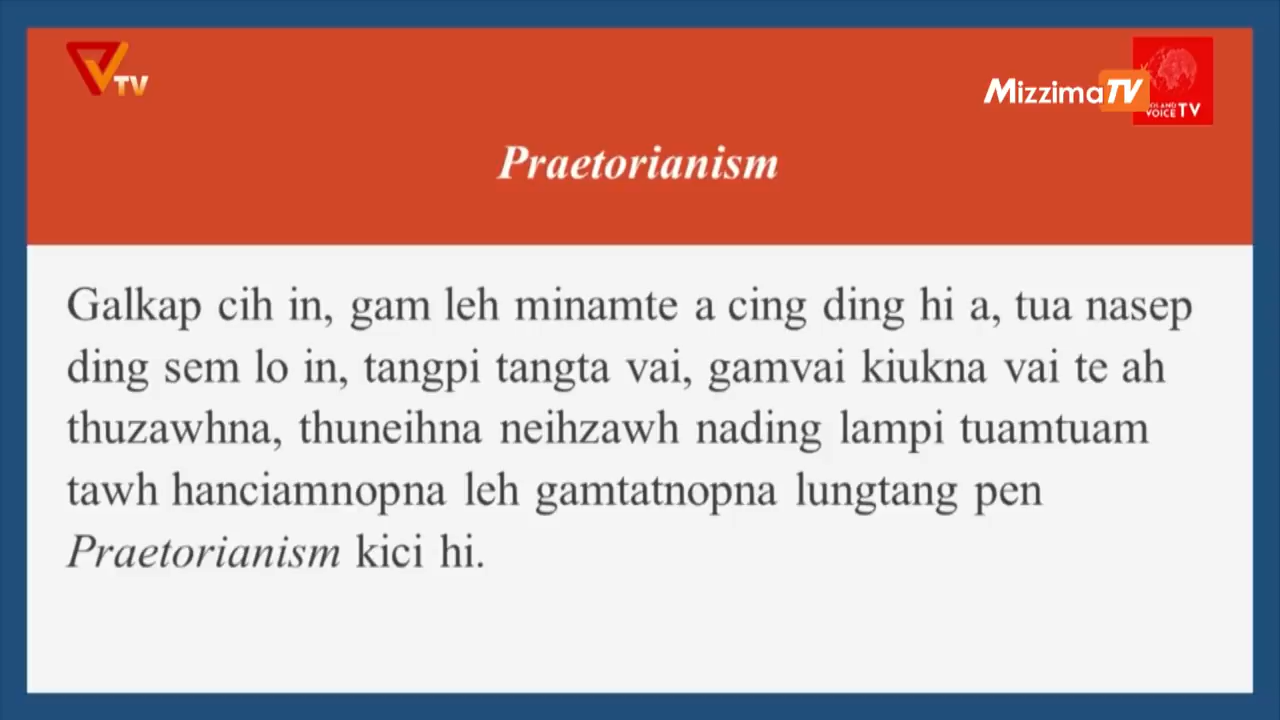 TV
MizzimaTV
VOICE TV
Praetorianism
Galkap cih in, gam leh minamte a cing ding hi a, tua nasep
ding sem lo in, tangpi tangta vai, gamvai kiukna vai te ah
thuzawhna, thuneihna neihzawh nading lampi tuamtuam
tawh hanciamnopna leh gamtatnopna lungtang pen
Praetorianism kici hi.